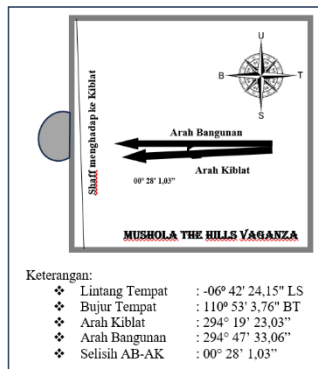 U
B
T
S
Shaff menghadap ke Kiblat
Arah Bangunan
Arah Kiblat
00° 28' 1,03"
MUSHOLA THE HILLS VAGANZA
Keterangan:
❖ Lintang Tempat : -06⁰ 42' 24,15" LS
❖ Bujur Tempat : 110⁰ 53' 3,76" BT
❖ Arah Kiblat : 294° 19' 23,03"
❖ Arah Bangunan : 294° 47' 33,06"
❖ Selisih AB-AK : 00° 28' 1,03"